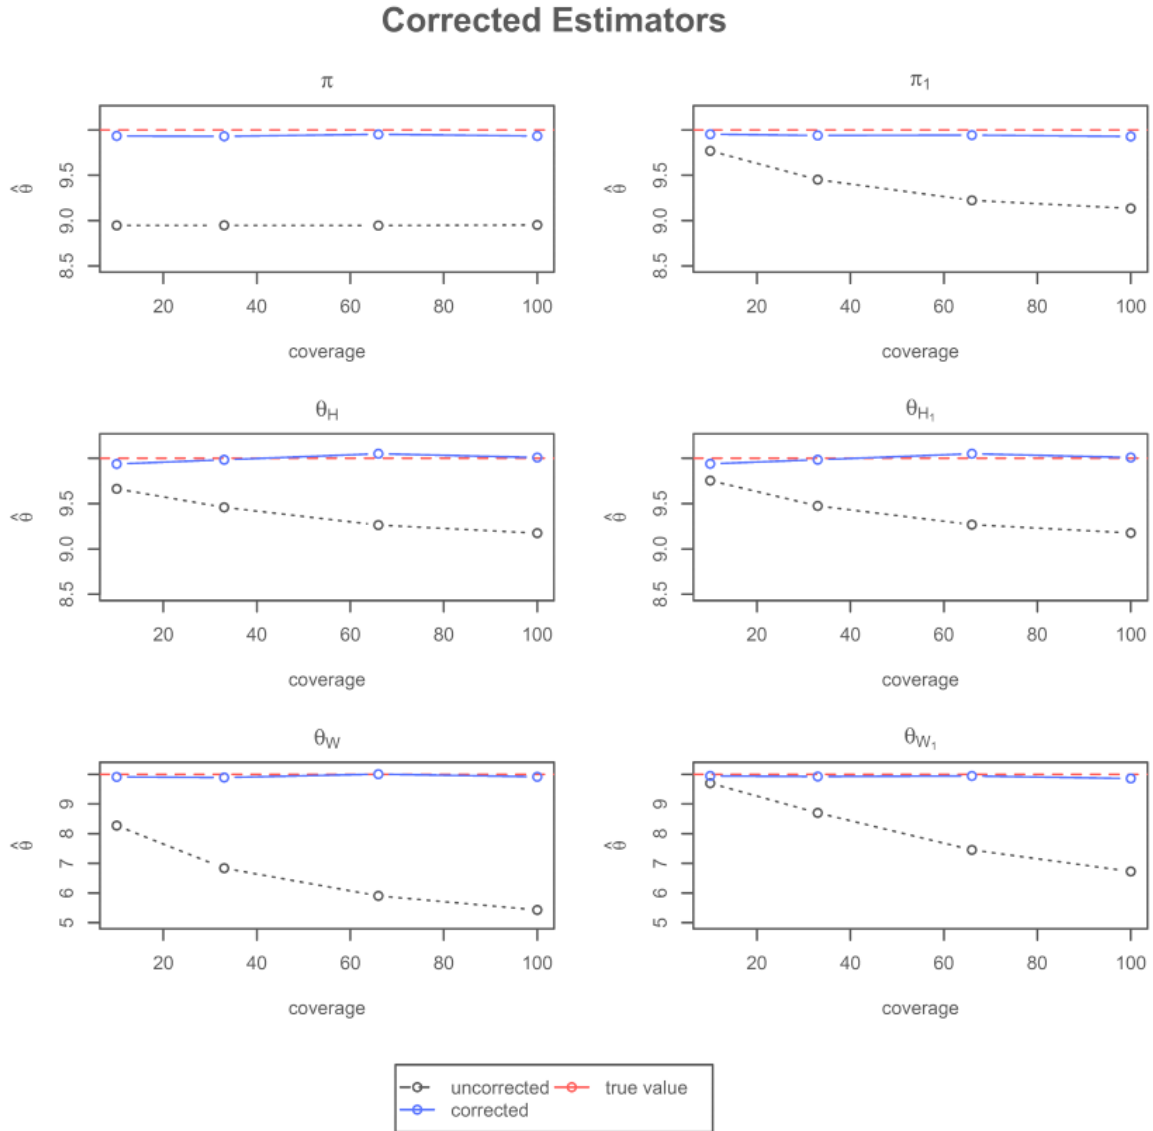 Corrected Estimators
π
θ̂
8.5 9.0 9.5
20 40 60 80 100
coverage
π1
θ̂
8.5 9.0 9.5
20 40 60 80 100
coverage
θH
θ̂
8.5 9.0 9.5
20 40 60 80 100
coverage
θH1
θ̂
8.5 9.0 9.5
20 40 60 80 100
coverage
θW
θ̂
5 6 7 8 9
20 40 60 80 100
coverage
θW1
θ̂
5 6 7 8 9
20 40 60 80 100
coverage
uncorrected true value
corrected